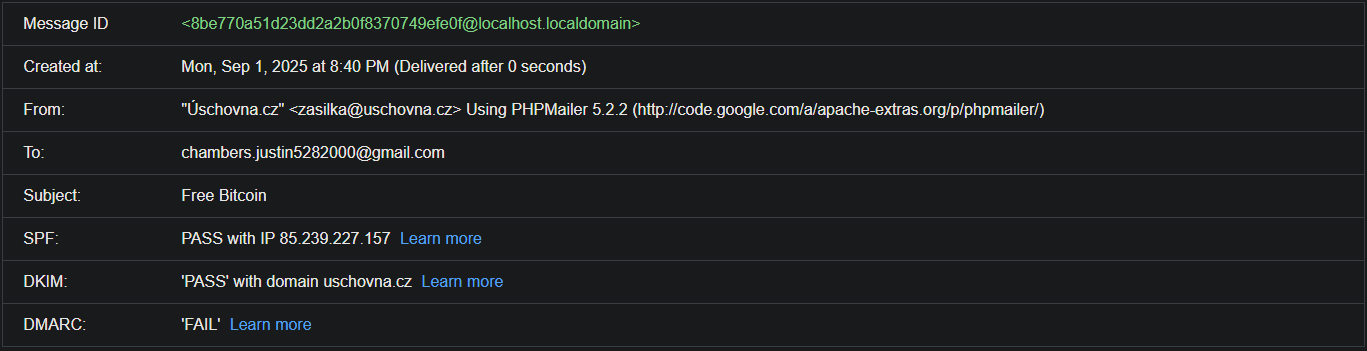 Message ID <8be770a51d23dd2a2b0f8370749efe0f@localhost.localdomain>
Created at: Mon, Sep 1, 2025 at 8:40 PM (Delivered after 0 seconds)
From: "Úschovna.cz" <zasilka@uschovna.cz> Using PHPMailer 5.2.2 (http://code.google.com/a/apache-extras.org/p/phpmailer/)
To: chambers.justin5282000@gmail.com
Subject: Free Bitcoin
SPF: PASS with IP 85.239.227.157 Learn more
DKIM: 'PASS' with domain uschovna.cz Learn more
DMARC: 'FAIL' Learn more